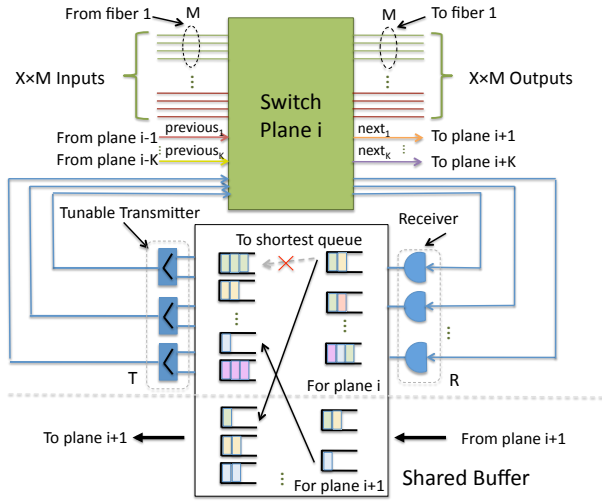 From fiber 1
M
To fiber 1
M
X×M Inputs
Switch
Plane i
X×M Outputs
From plane i-1
previous₁
next₁
To plane i+1
From plane i-K
previousK
nextK
To plane i+K
Tunable Transmitter
Receiver
To shortest queue
For plane i
T
R
To plane i+1
From plane i+1
For plane i+1
Shared Buffer